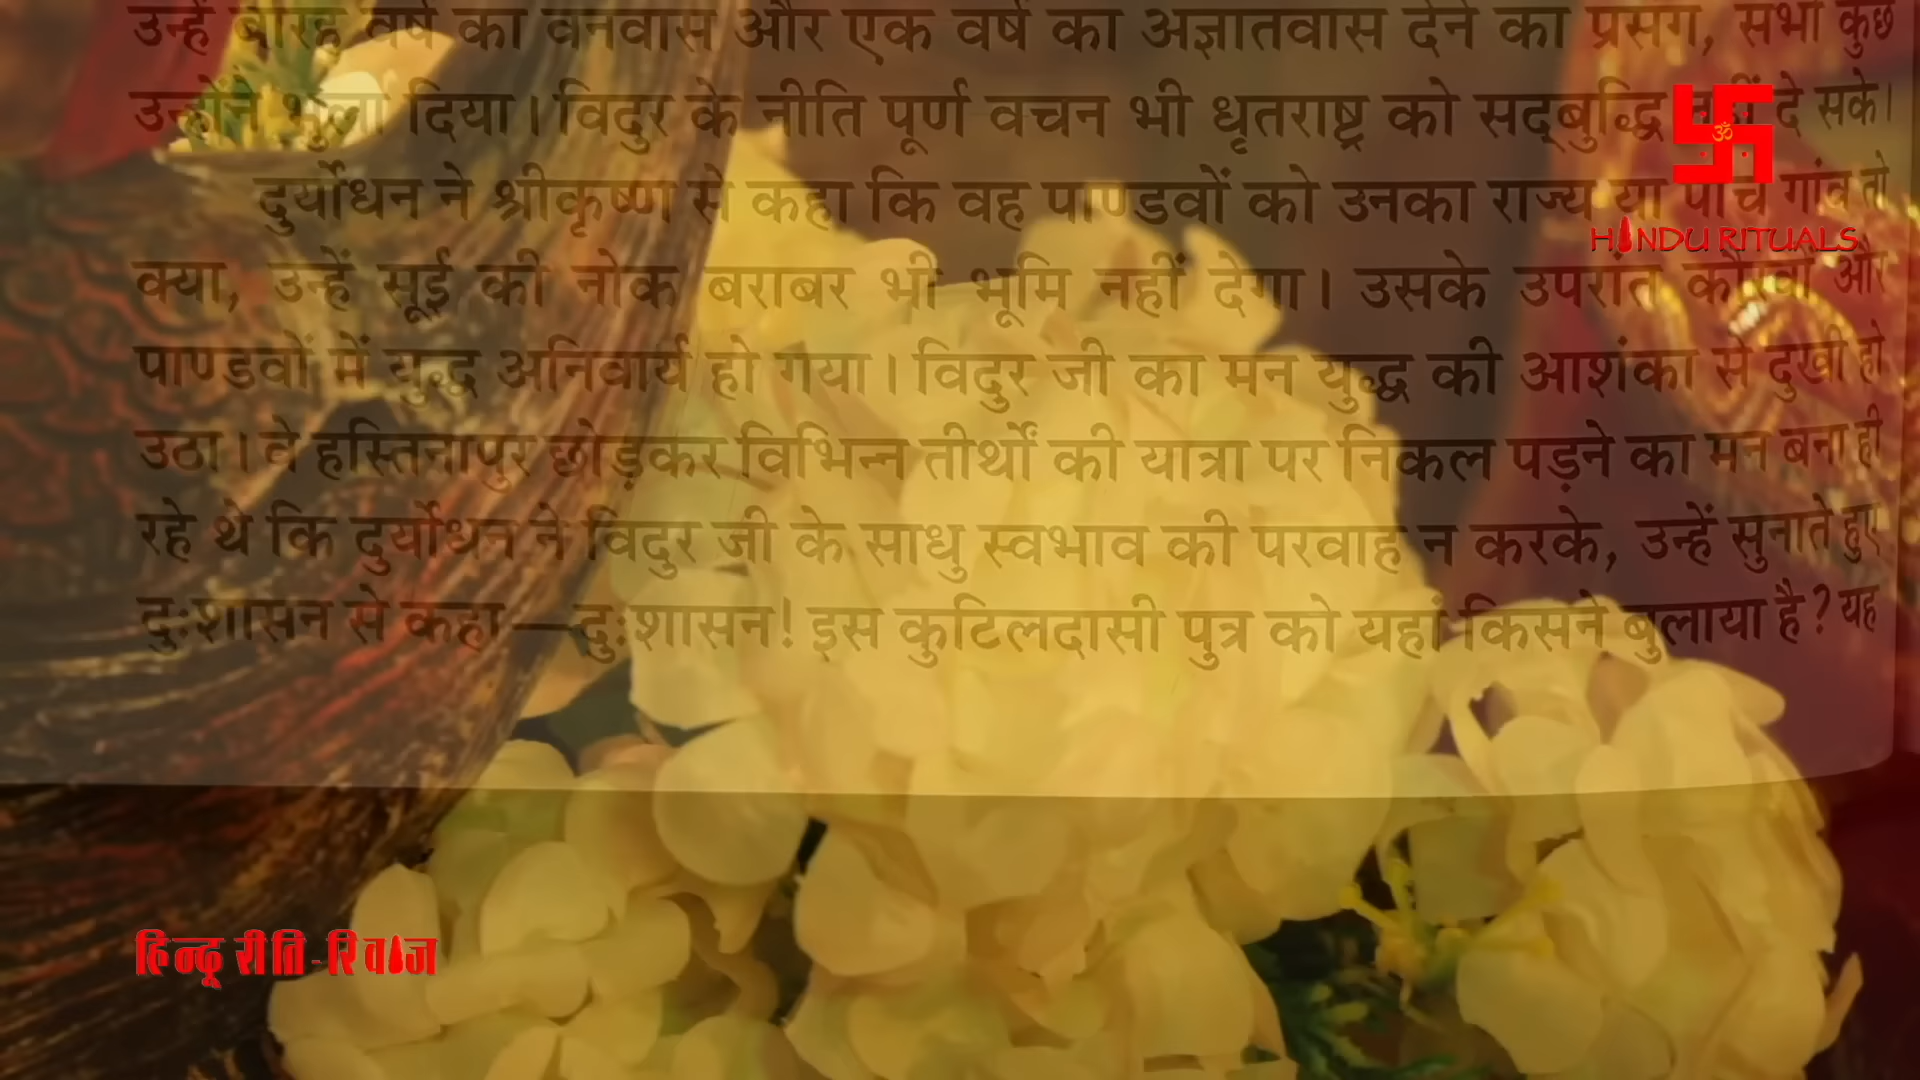 उन्हें बारह वर्ष का वनवास और एक वर्ष का अज्ञातवास देने का प्रसंग, सभी कुछ
उन्होंने भुला दिया। विदुर के नीति पूर्ण वचन भी धृतराष्ट्र को सद्‌बुद्धि नहीं दे सके।
दुर्योधन ने श्रीकृष्ण से कहा कि वह पाण्डवों को उनका राज्य या पांच गांव तो
क्या, उन्हें सूई की नोक बराबर भी भूमि नहीं देगा। उसके उपरांत कौरवों और
पाण्डवों में युद्ध अनिवार्य हो गया। विदुर जी का मन युद्ध की आशंका से दुखी हो
उठा। वे हस्तिनापुर छोड़कर विभिन्न तीर्थों की यात्रा पर निकल पड़ने का मन बना ही
रहे थे कि दुर्योधन ने विदुर जी के साधु स्वभाव की परवाह न करके, उन्हें सुनाते हुए
दुःशासन से कहा—दुःशासन! इस कुटिलदासी पुत्र को यहां किसने बुलाया है? यह
ॐ
HINDU RITUALS
हिन्दू रीति-रिवाज